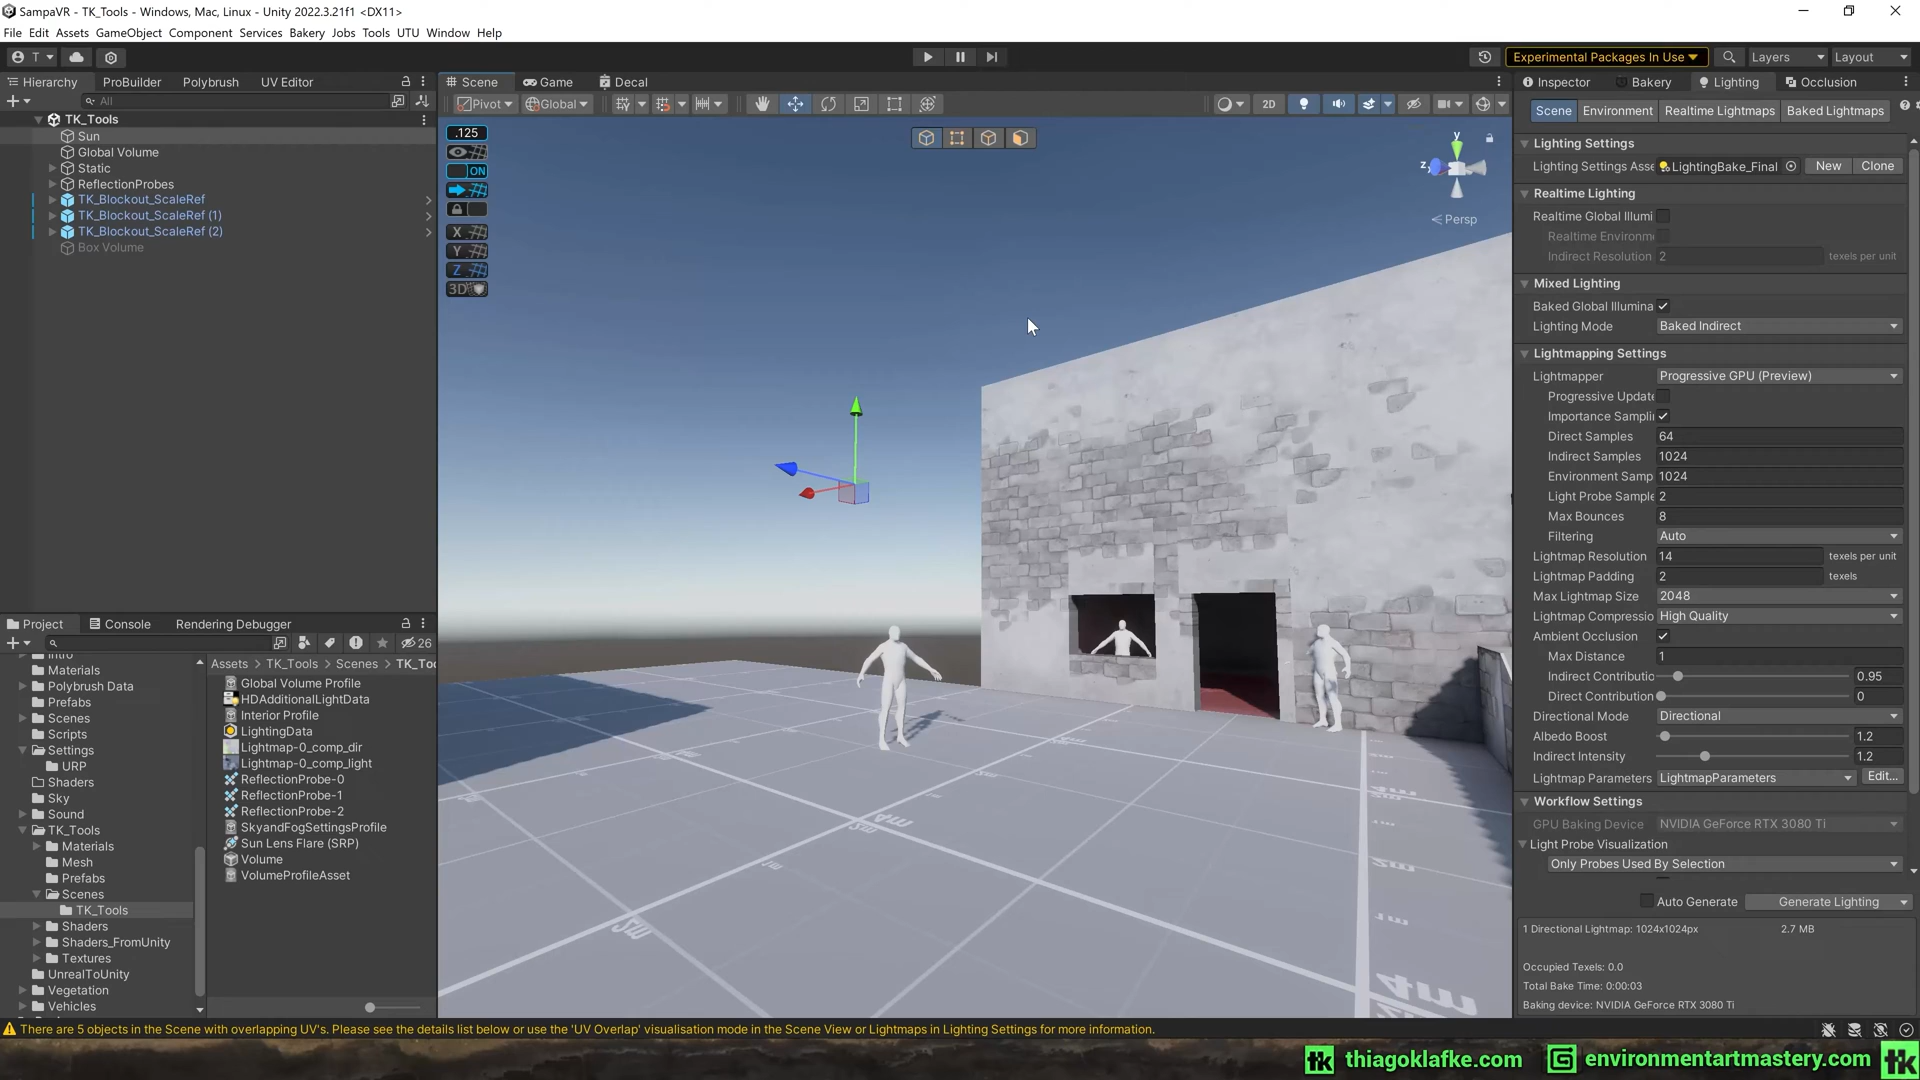 SampaVR - TK_Tools - Windows, Mac, Linux - Unity 2022.3.21f1 <DX11>
File Edit Assets GameObject Component Services Bakery Jobs Tools UTU Window Help
T
Experimental Packages In Use
Layers
Layout
Hierarchy
ProBuilder
Polybrush
UV Editor
All
TK_Tools
Sun
Global Volume
Static
ReflectionProbes
TK_Blockout_ScaleRef
TK_Blockout_ScaleRef (1)
TK_Blockout_ScaleRef (2)
Box Volume
Scene
Game
Decal
Pivot
Global
2D
.125
ON
X
Y
Z
3D
y
z
Persp
4m
2m
1m
4m
Project
Console
Rendering Debugger
26
Intro
Materials
Polybrush Data
Prefabs
Scenes
Scripts
Settings
URP
Shaders
Sky
Sound
TK_Tools
Materials
Mesh
Prefabs
Scenes
TK_Tools
Shaders
Shaders_FromUnity
Textures
UnrealToUnity
Vegetation
Vehicles
Assets > TK_Tools > Scenes > TK_Too
Global Volume Profile
HDAdditionalLightData
Interior Profile
LightingData
Lightmap-0_comp_dir
Lightmap-0_comp_light
ReflectionProbe-0
ReflectionProbe-1
ReflectionProbe-2
SkyandFogSettingsProfile
Sun Lens Flare (SRP)
Volume
VolumeProfileAsset
Inspector
Bakery
Lighting
Occlusion
Scene
Environment
Realtime Lightmaps
Baked Lightmaps
Lighting Settings
Lighting Settings Asse LightingBake_Final New Clone
Realtime Lighting
Realtime Global Illumi
Realtime Environm
Indirect Resolution 2 texels per unit
Mixed Lighting
Baked Global Illumina
Lighting Mode Baked Indirect
Lightmapping Settings
Lightmapper Progressive GPU (Preview)
Progressive Update
Importance Sampli
Direct Samples 64
Indirect Samples 1024
Environment Samp 1024
Light Probe Sample 2
Max Bounces 8
Filtering Auto
Lightmap Resolution 14 texels per unit
Lightmap Padding 2 texels
Max Lightmap Size 2048
Lightmap Compressio High Quality
Ambient Occlusion
Max Distance 1
Indirect Contributio 0.95
Direct Contribution 0
Directional Mode Directional
Albedo Boost 1.2
Indirect Intensity 1.2
Lightmap Parameters LightmapParameters Edit...
Workflow Settings
GPU Baking Device NVIDIA GeForce RTX 3080 Ti
Light Probe Visualization
Only Probes Used By Selection
Auto Generate Generate Lighting
1 Directional Lightmap: 1024x1024px 2.7 MB
Occupied Texels: 0.0
Total Bake Time: 0:00:03
Baking device: NVIDIA GeForce RTX 3080 Ti
There are 5 objects in the Scene with overlapping UV's. Please see the details list below or use the 'UV Overlap' visualisation mode in the Scene View or Lightmaps in Lighting Settings for more information.
tk thiagoklafke.com environmentartmastery.com tk